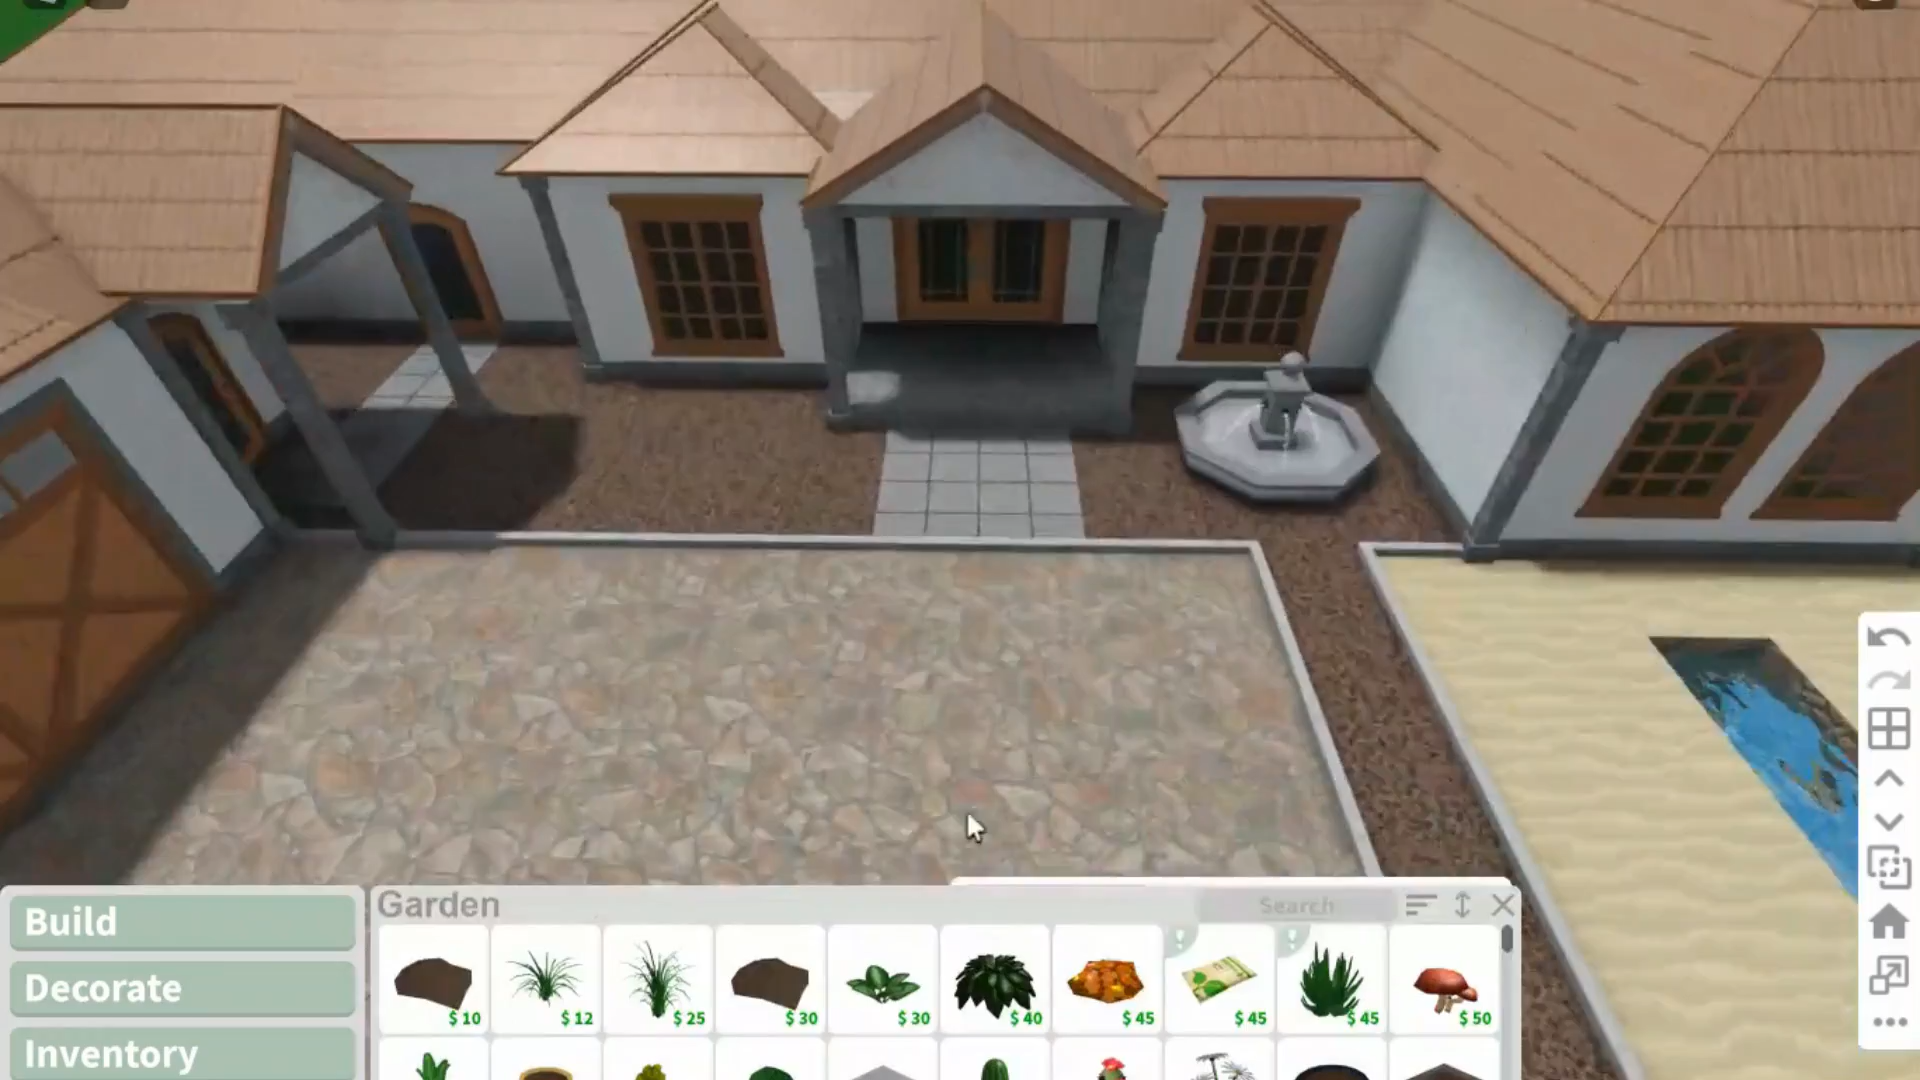 Build
Decorate
Inventory
Garden
Search
$10
$12
$25
$30
$30
$40
$45
$45
$45
$50